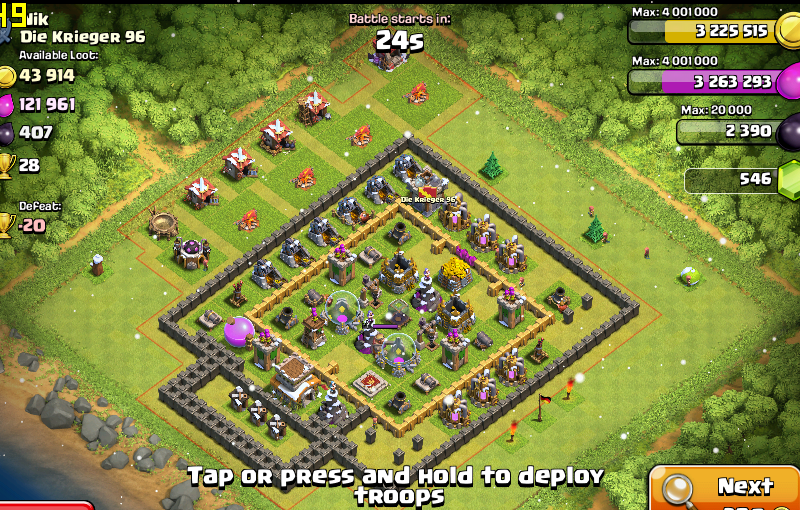 49
Nik
Die Krieger 96
Available Loot:
43 914
121 961
407
28
Defeat:
-20
Battle starts in:
24s
Max: 4 001 000
3 225 515
Max: 4 001 000
3 263 293
Max: 20 000
2 390
546
Die Krieger 96
Tap or press and hold to deploy
troops
Next